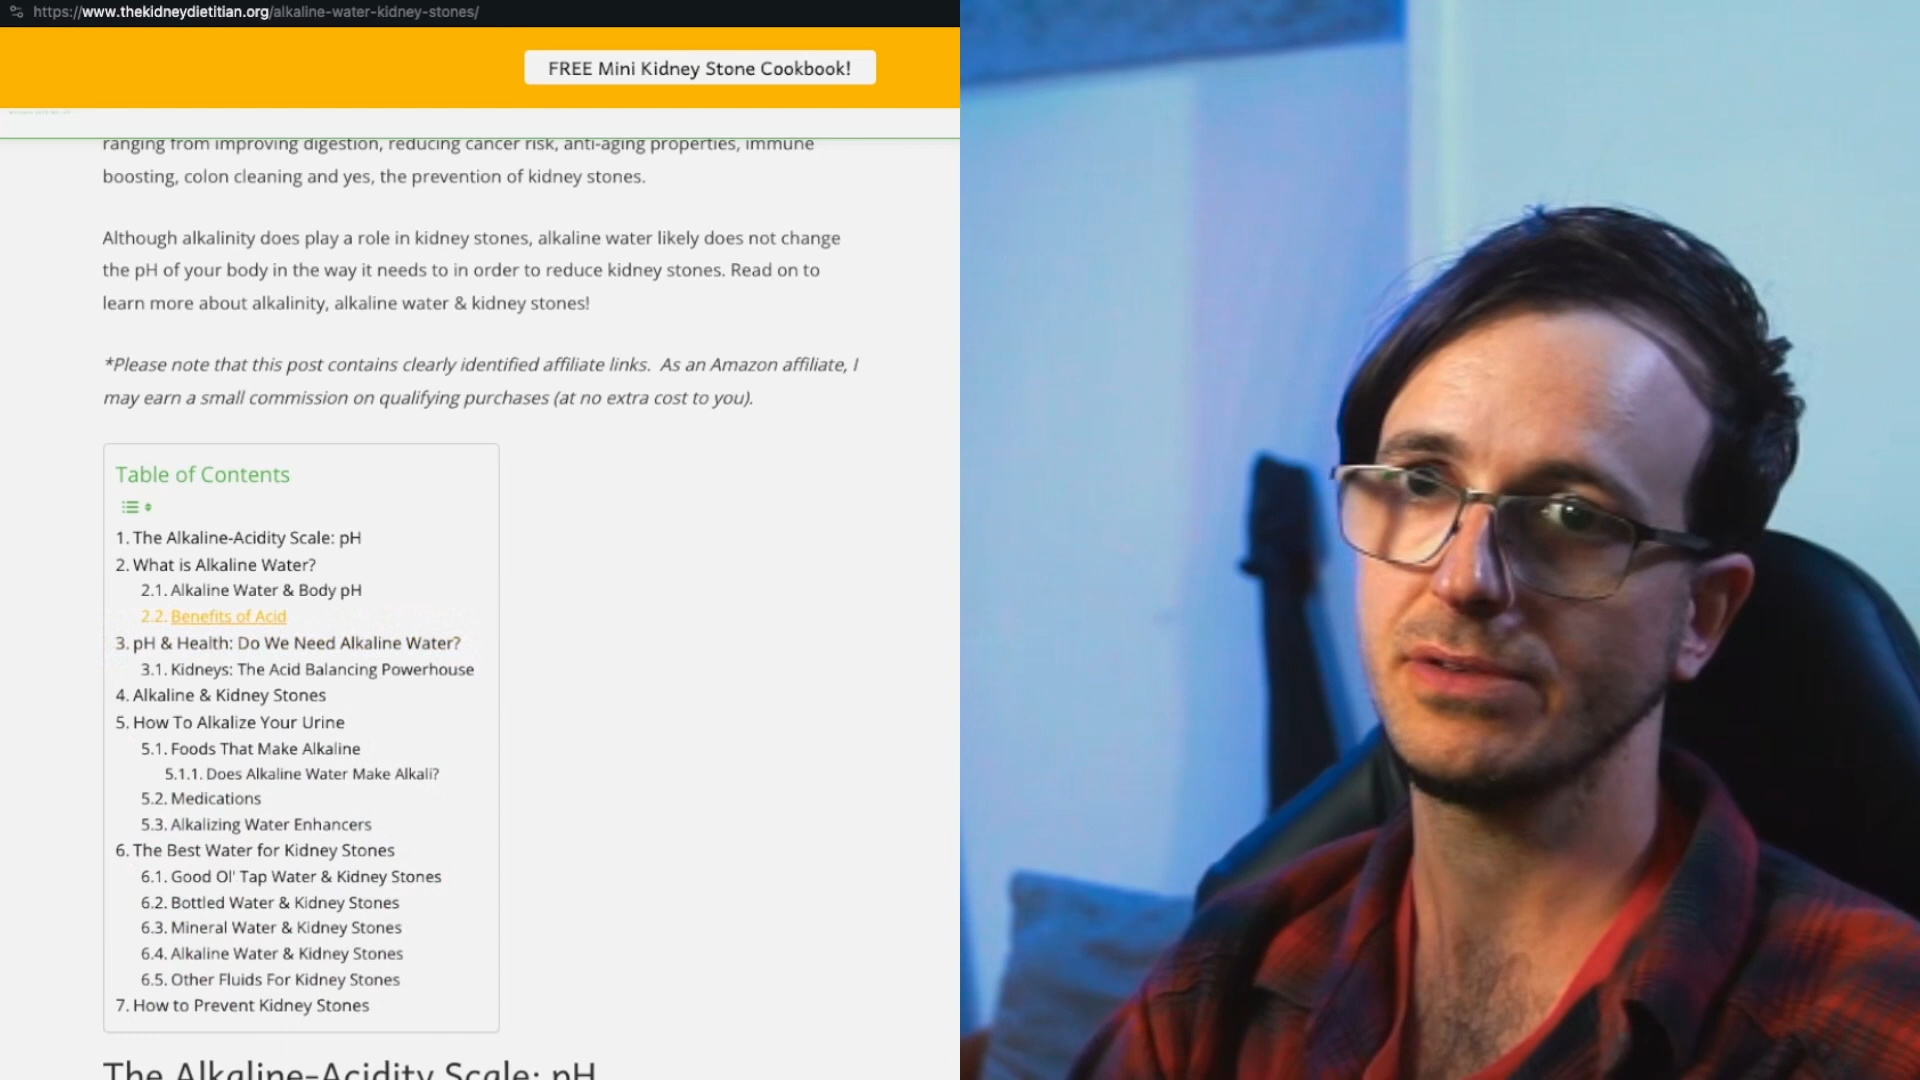 https://www.thekidneydietitian.org/alkaline-water-kidney-stones/
FREE Mini Kidney Stone Cookbook!
ranging from improving digestion, reducing cancer risk, anti-aging properties, immune
boosting, colon cleaning and yes, the prevention of kidney stones.
Although alkalinity does play a role in kidney stones, alkaline water likely does not change
the pH of your body in the way it needs to in order to reduce kidney stones. Read on to
learn more about alkalinity, alkaline water & kidney stones!
*Please note that this post contains clearly identified affiliate links. As an Amazon affiliate, I
may earn a small commission on qualifying purchases (at no extra cost to you).
Table of Contents
1. The Alkaline-Acidity Scale: pH
2. What is Alkaline Water?
2.1. Alkaline Water & Body pH
2.2. Benefits of Acid
3. pH & Health: Do We Need Alkaline Water?
3.1. Kidneys: The Acid Balancing Powerhouse
4. Alkaline & Kidney Stones
5. How To Alkalize Your Urine
5.1. Foods That Make Alkaline
5.1.1. Does Alkaline Water Make Alkali?
5.2. Medications
5.3. Alkalizing Water Enhancers
6. The Best Water for Kidney Stones
6.1. Good Ol' Tap Water & Kidney Stones
6.2. Bottled Water & Kidney Stones
6.3. Mineral Water & Kidney Stones
6.4. Alkaline Water & Kidney Stones
6.5. Other Fluids For Kidney Stones
7. How to Prevent Kidney Stones
The Alkaline-Acidity Scale: pH